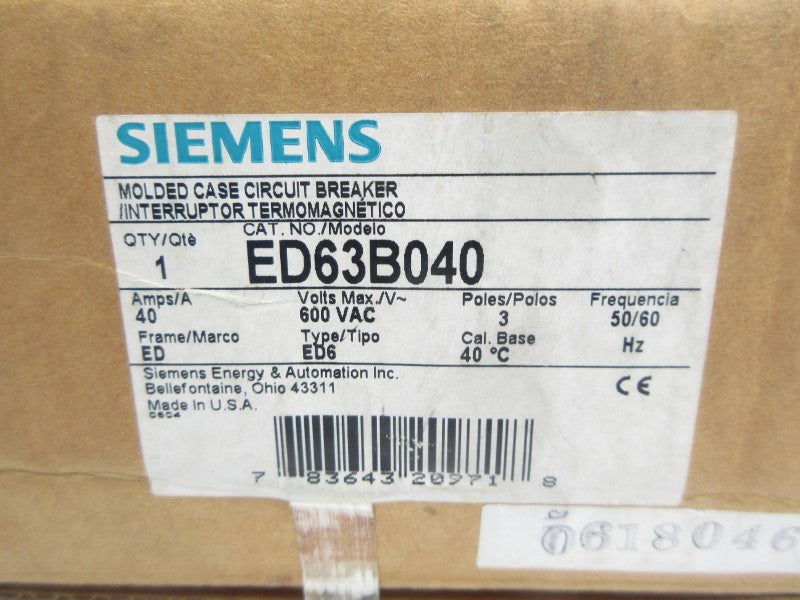 SIEMENS
MOLDED CASE CIRCUIT BREAKER
/INTERRUPTOR TERMOMAGNÉTICO
QTY/Qtè CAT. NO./Modelo
1 ED63B040
Amps/A Volts Max./V~ Poles/Polos Frequencia
40 600 VAC 3 50/60
Frame/Marco Type/Tipo Cal. Base Hz
ED ED6 40 °C
Siemens Energy & Automation Inc.
Bellefontaine, Ohio 43311 CE
Made In U.S.A.
0604
7 83643 20971 8
0618046